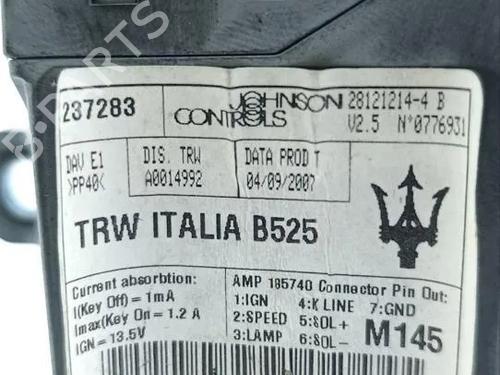 B-PARTS
237283
JOHNSON CONTROLS
28121214-4 B
V2.5 N°0776931
DAV E1
>PP40<
DIS. TRW
A0014992
DATA PROD T
04/09/2007
TRW ITALIA B525
Current absorbtion:
I(Key Off) = 1mA
Imax(Key On = 1.2 A
IGN = 13.5V
AMP 185740 Connector Pin Out:
1:IGN 4:K LINE 7:GND
2:SPEED 5:SOL+
3:LAMP 6:SOL-
M145